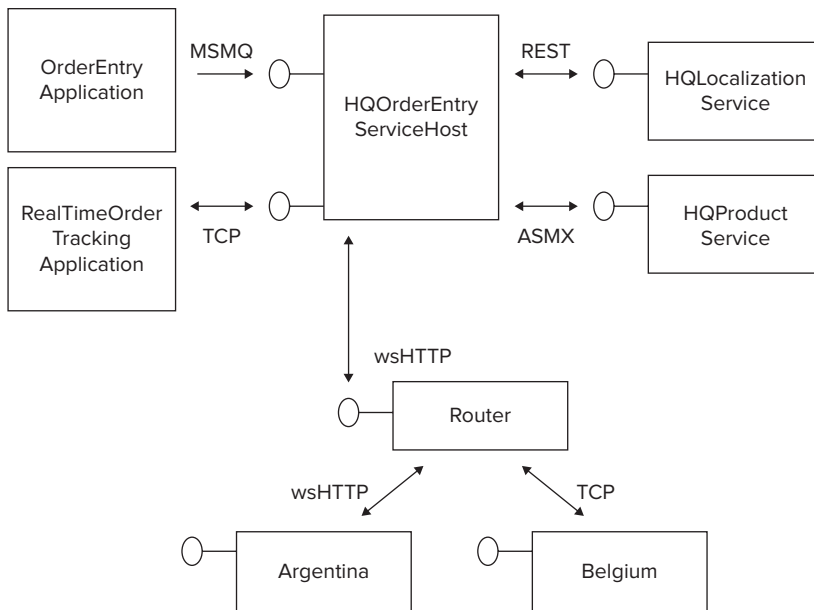 OrderEntry
Application
MSMQ
HQOrderEntry
ServiceHost
REST
HQLocalization
Service
RealTimeOrder
Tracking
Application
TCP
ASMX
HQProduct
Service
wsHTTP
Router
wsHTTP
TCP
Argentina
Belgium